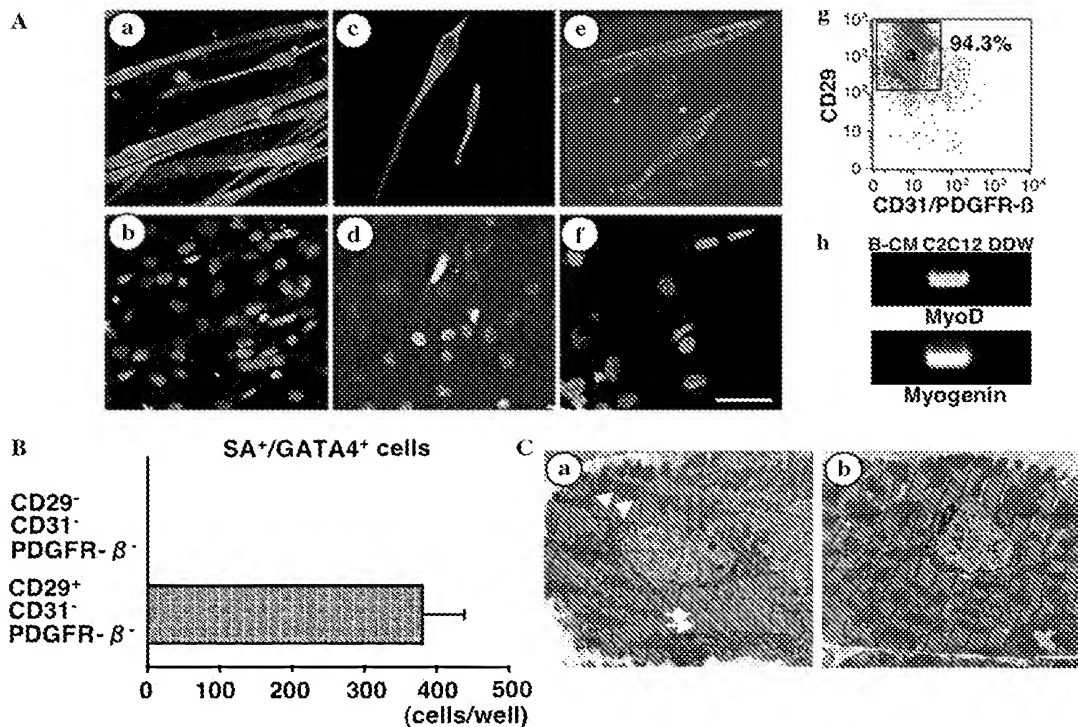 A
a
c
e
b
d
f
g
10⁴
10³
10²
10
0
CD29
94.3%
0 10 10² 10³ 10⁴
CD31/PDGFR-ß
h
B-CM C2C12 DDW
MyoD
Myogenin
B
SA⁺/GATA4⁺ cells
CD29⁻
CD31⁻
PDGFR-β⁻
CD29⁺
CD31⁻
PDGFR-β⁻
0 100 200 300 400 500
(cells/well)
C
a
b